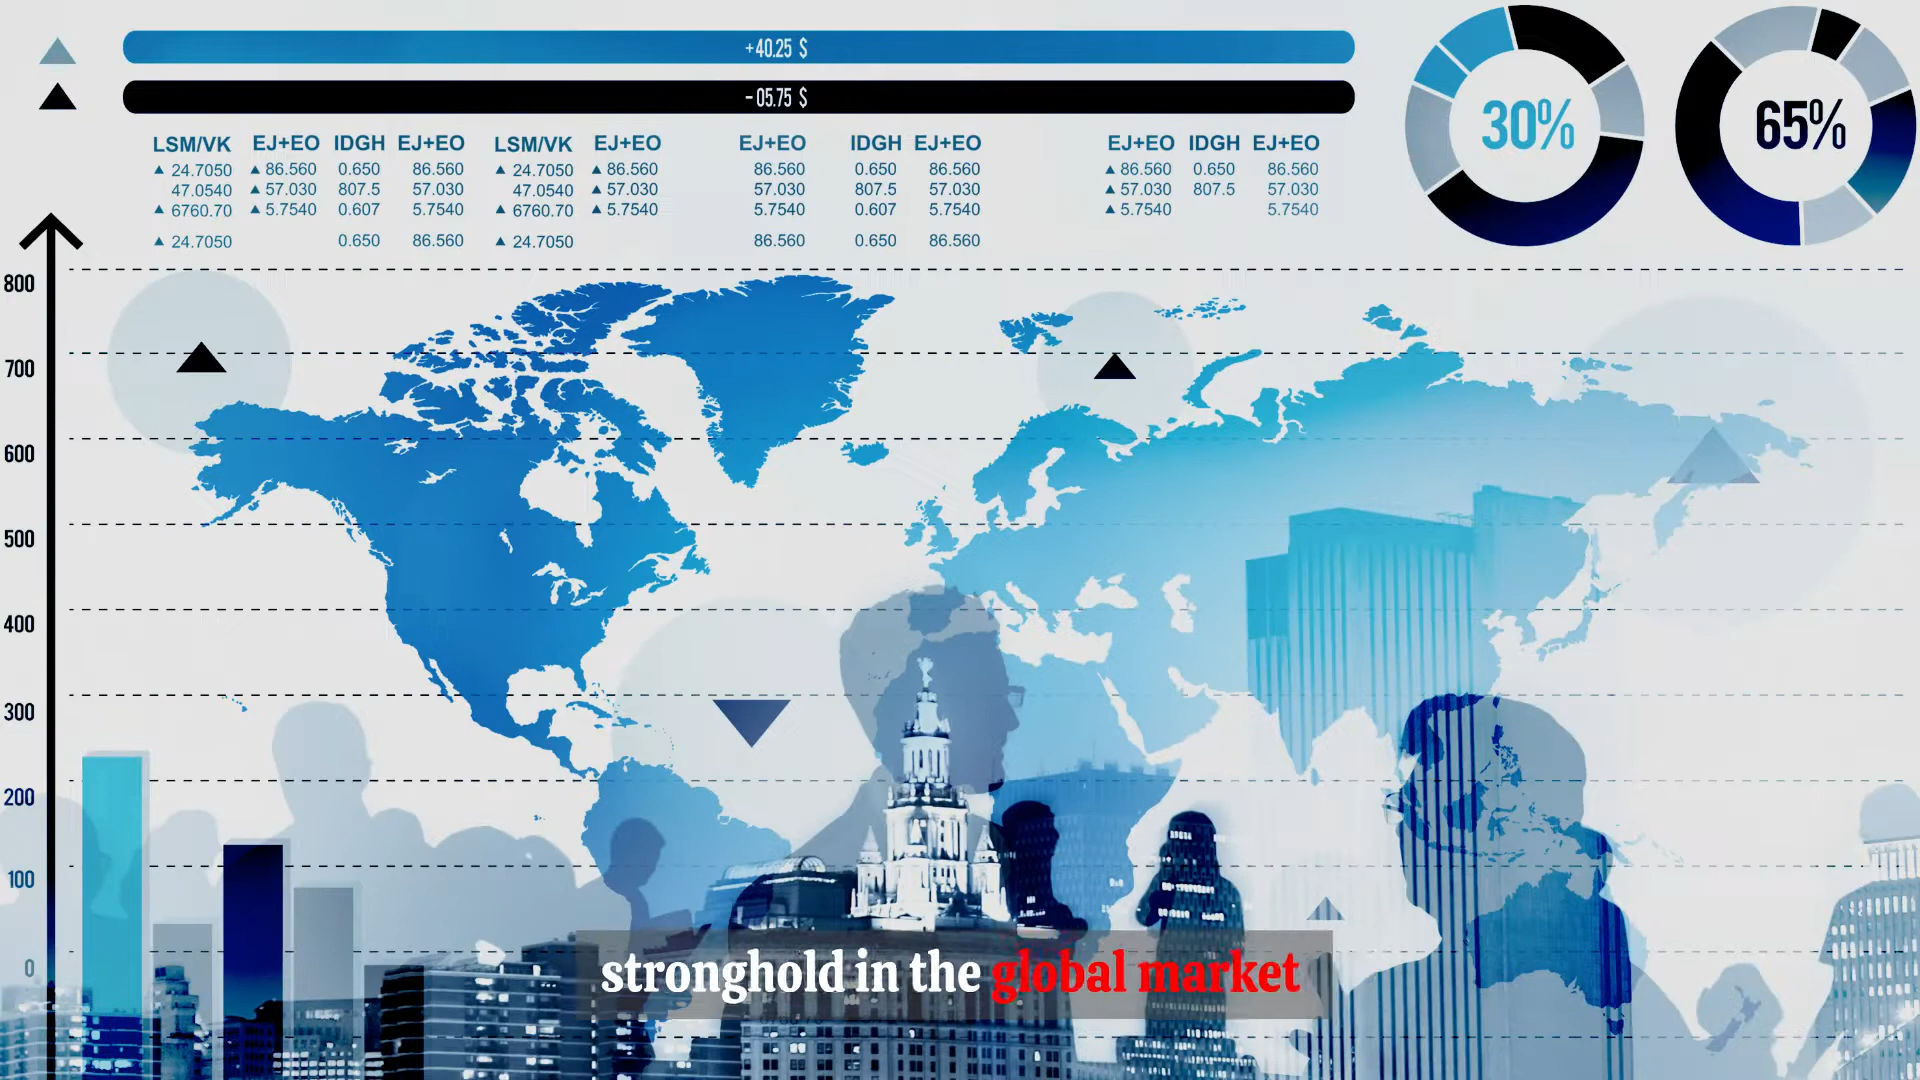 +40.25 $
- 05.75 $
30%
65%
LSM/VK EJ+EO IDGH EJ+EO LSM/VK EJ+EO EJ+EO IDGH EJ+EO EJ+EO IDGH EJ+EO
24.7050 86.560 0.650 86.560 24.7050 86.560 86.560 0.650 86.560 86.560 0.650 86.560
47.0540 57.030 807.5 57.030 47.0540 57.030 57.030 807.5 57.030 57.030 807.5 57.030
6760.70 5.7540 0.607 5.7540 6760.70 5.7540 5.7540 0.607 5.7540 5.7540 5.7540
24.7050 0.650 86.560 24.7050 86.560 0.650 86.560
800
700
600
500
400
300
200
100
0
stronghold in the global market